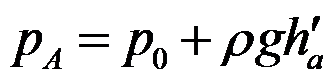 p_A = p_0 + ρgh'_a